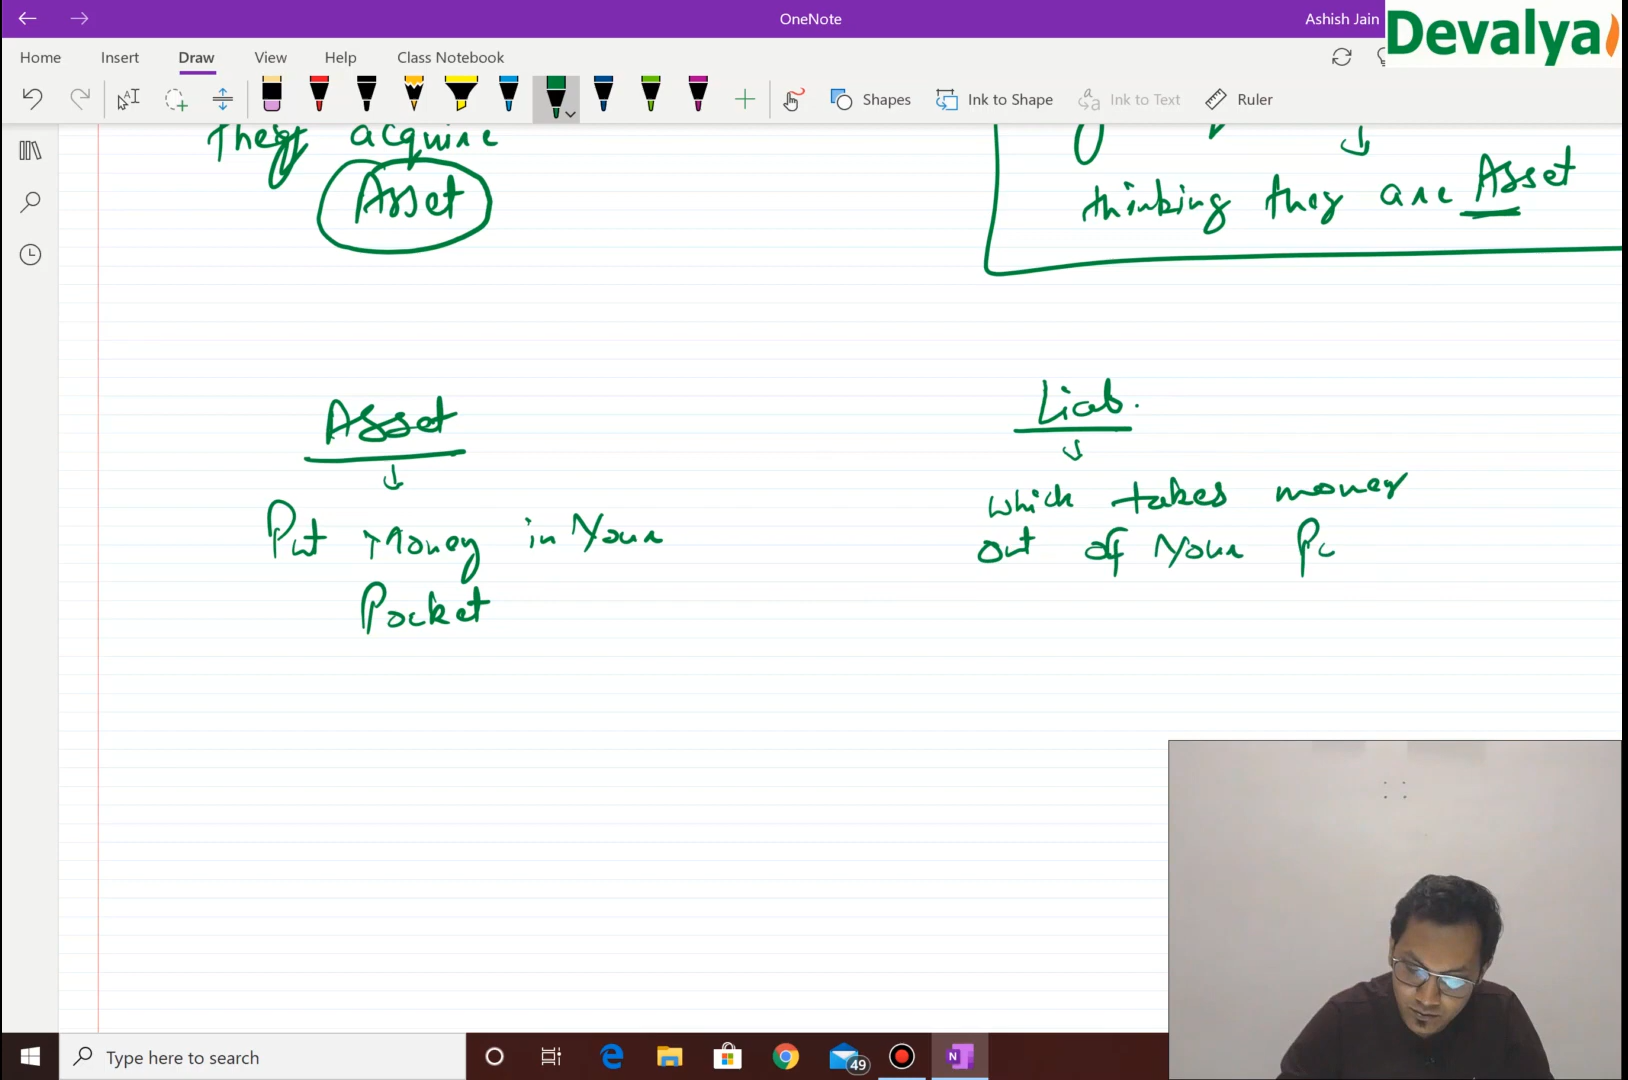 OneNote
Ashish Jain
Devalya
Home Insert Draw View Help Class Notebook
Shapes Ink to Shape Ink to Text Ruler
they acquire
Asset
thinking they are Asset
Asset
Put Money in Your
Pocket
Liab.
which takes money
out of Your Po
Type here to search
49